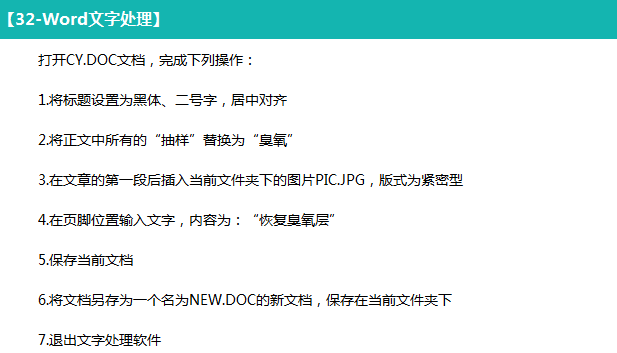 【32-Word文字处理】
打开CY.DOC文档，完成下列操作：
1.将标题设置为黑体、二号字，居中对齐
2.将正文中所有的“抽样”替换为“臭氧”
3.在文章的第一段后插入当前文件夹下的图片PIC.JPG，版式为紧密型
4.在页脚位置输入文字，内容为：“恢复臭氧层”
5.保存当前文档
6.将文档另存为一个名为NEW.DOC的新文档，保存在当前文件夹下
7.退出文字处理软件